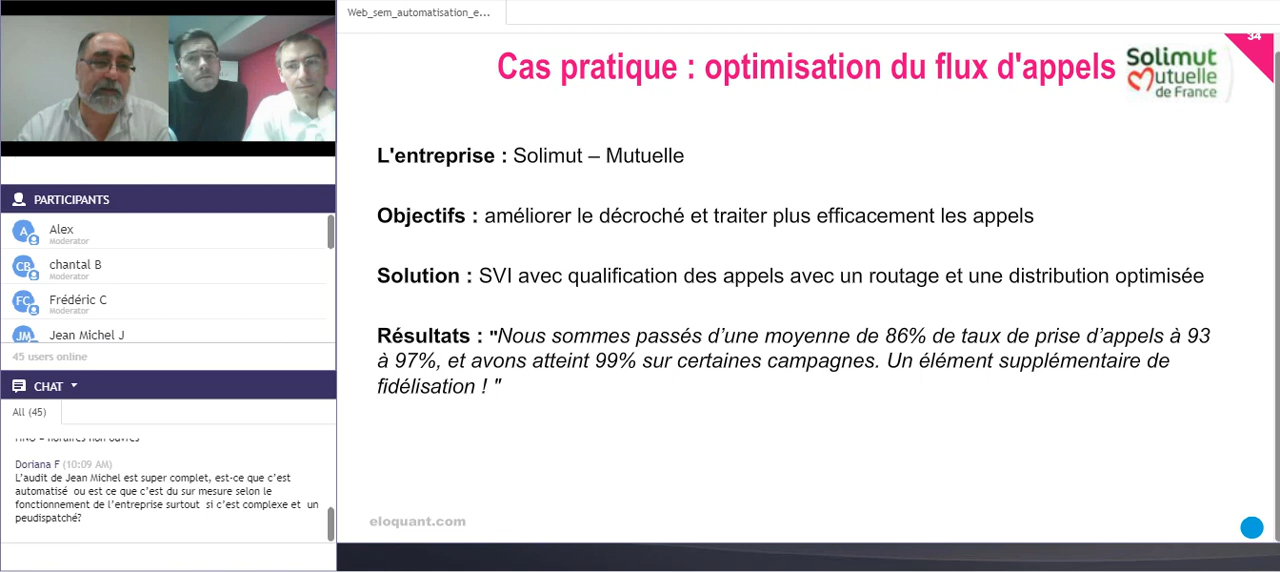 Web_sem_automatisation_e...
34
Cas pratique : optimisation du flux d'appels
Solimut
Mutuelle
de France
L'entreprise : Solimut – Mutuelle
Objectifs : améliorer le décroché et traiter plus efficacement les appels
Solution : SVI avec qualification des appels avec un routage et une distribution optimisée
Résultats : "Nous sommes passés d’une moyenne de 86% de taux de prise d’appels à 93
à 97%, et avons atteint 99% sur certaines campagnes. Un élément supplémentaire de
fidélisation ! "
eloquant.com
PARTICIPANTS
A
Alex
Moderator
CB
chantal B
Moderator
FC
Frédéric C
Moderator
JM
Jean Michel J
45 users online
CHAT
All (45)
Doriana F (10:09 AM)
L’audit de Jean Michel est super complet, est-ce que c’est
automatisé ou est ce que c’est du sur mesure selon le
fonctionnement de l’entreprise surtout si c’est complexe et un
peudispatché?